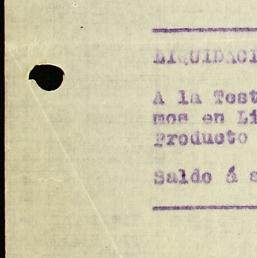 LIQUIDACI
A la Test
mos en Li
Producto
Saldo á s